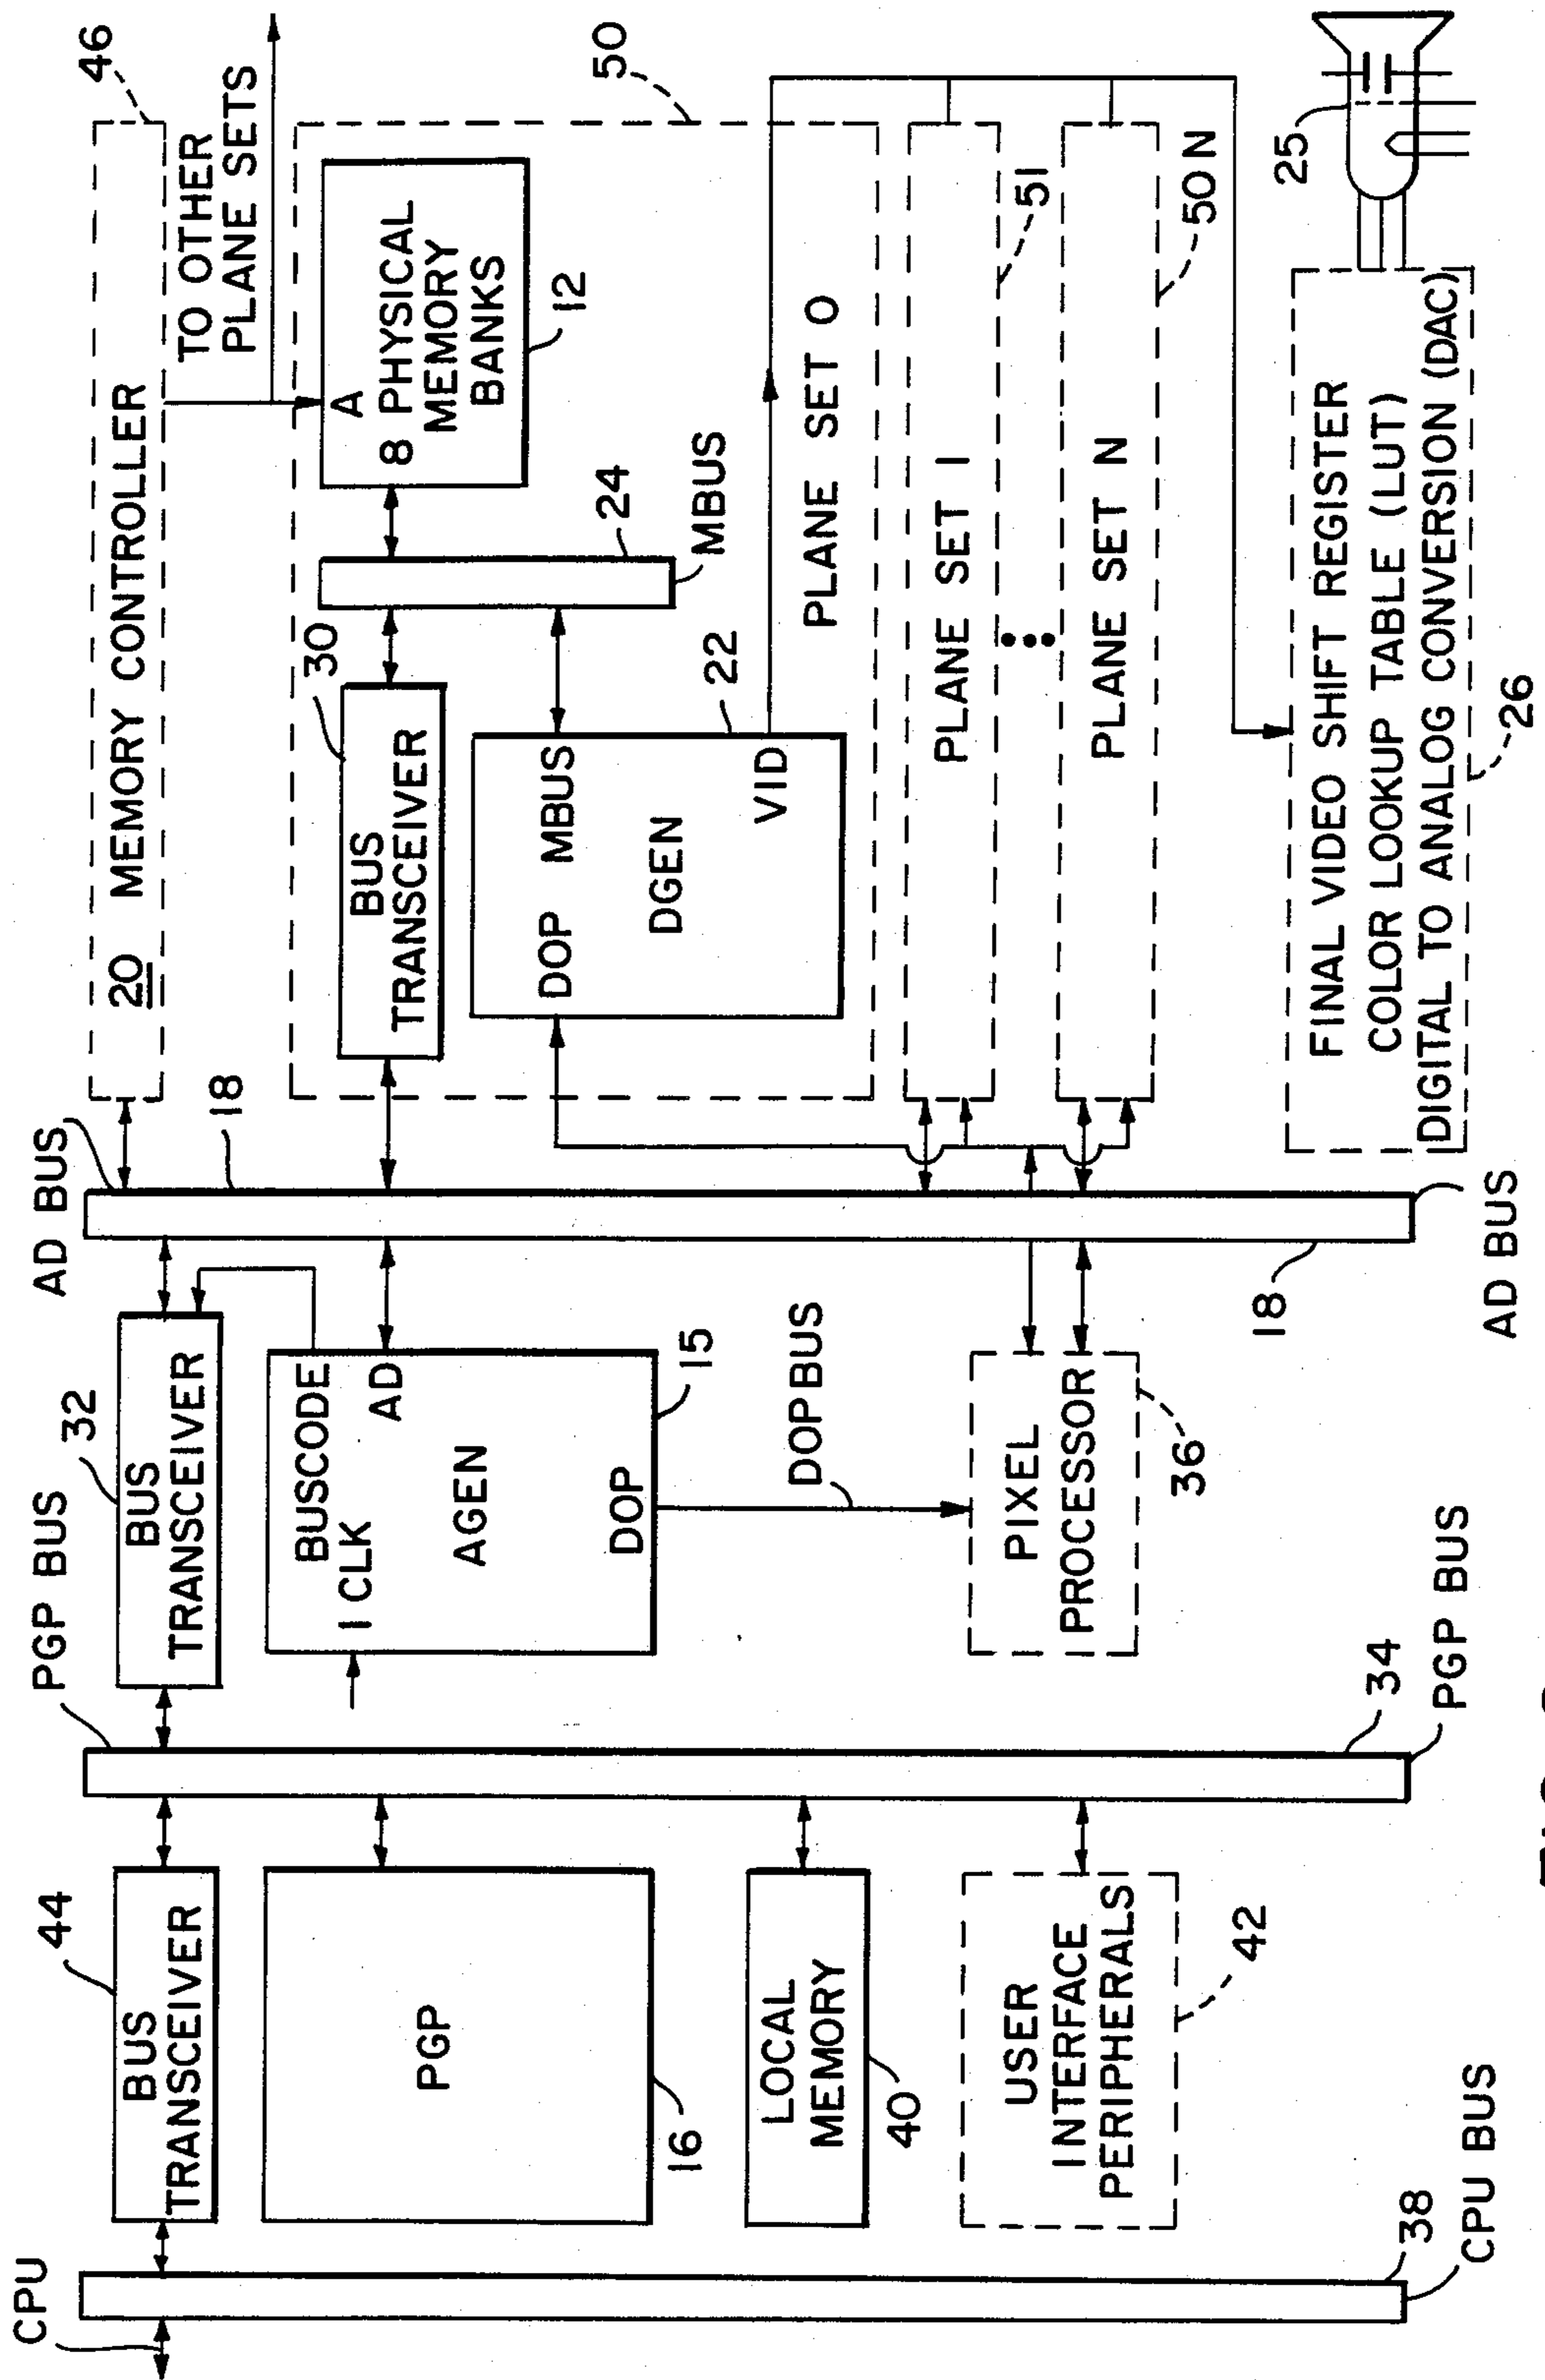 CPU
44
BUS
TRANSCEIVER
PGP
16
LOCAL
MEMORY
40
USER
INTERFACE
PERIPHERALS
42
38
CPU BUS
PGP BUS
32
BUS
TRANSCEIVER
BUSCODE
1 CLK
AD
AGEN
DOP
15
DOPBUS
PIXEL
PROCESSOR
36
34
PGP BUS
AD BUS
18
18
AD BUS
20 MEMORY CONTROLLER
46
TO OTHER
PLANE SETS
30
BUS
TRANSCEIVER
24
MBUS
A
8 PHYSICAL
MEMORY
BANKS
12
50
DOP MBUS
DGEN
VID
22
PLANE SET 0
PLANE SET 1
51
PLANE SET N
50N
FINAL VIDEO SHIFT REGISTER
COLOR LOOKUP TABLE (LUT)
DIGITAL TO ANALOG CONVERSION (DAC)
26
25